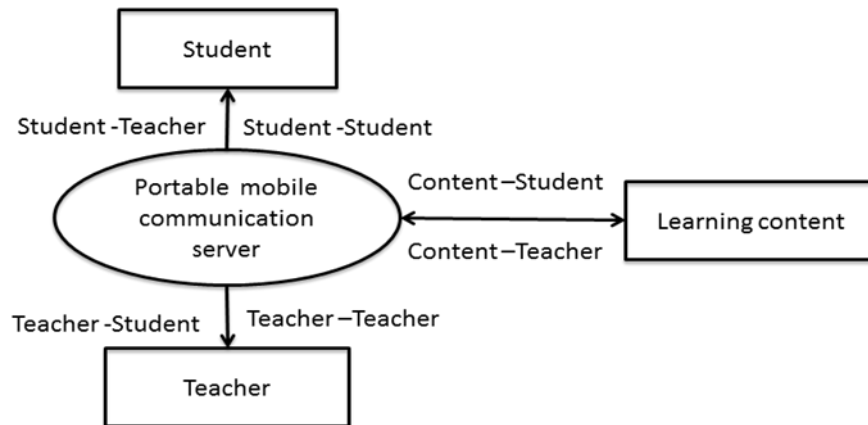 Student
Student -Teacher
Student -Student
Portable mobile
communication
server
Content–Student
Content–Teacher
Learning content
Teacher -Student
Teacher–Teacher
Teacher